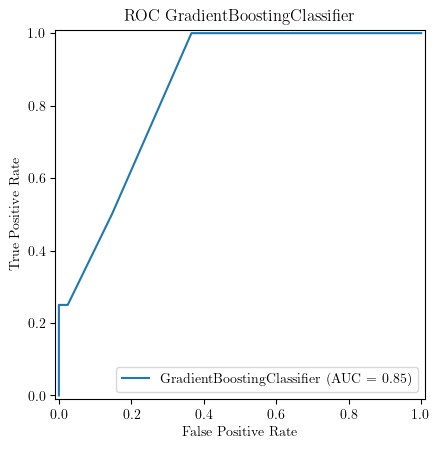 ROC GradientBoostingClassifier
1.0
0.8
0.6
0.4
0.2
0.0
True Positive Rate
GradientBoostingClassifier (AUC = 0.85)
0.0 0.2 0.4 0.6 0.8 1.0
False Positive Rate